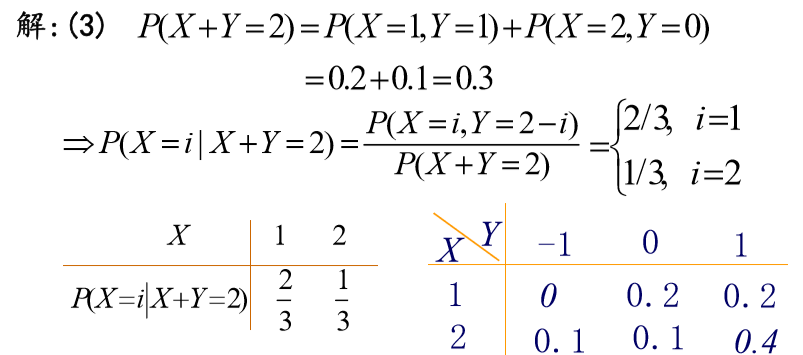 解: (3) P(X+Y=2)=P(X=1,Y=1)+P(X=2,Y=0)
=0.2+0.1=0.3
⇒P(X=i|X+Y=2)=P(X=i,Y=2-i)/P(X+Y=2)={2/3, i=1
1/3, i=2
X 1 2
P(X=i|X+Y=2) 2/3 1/3
X Y -1 0 1
1 0 0.2 0.2
2 0.1 0.1 0.4